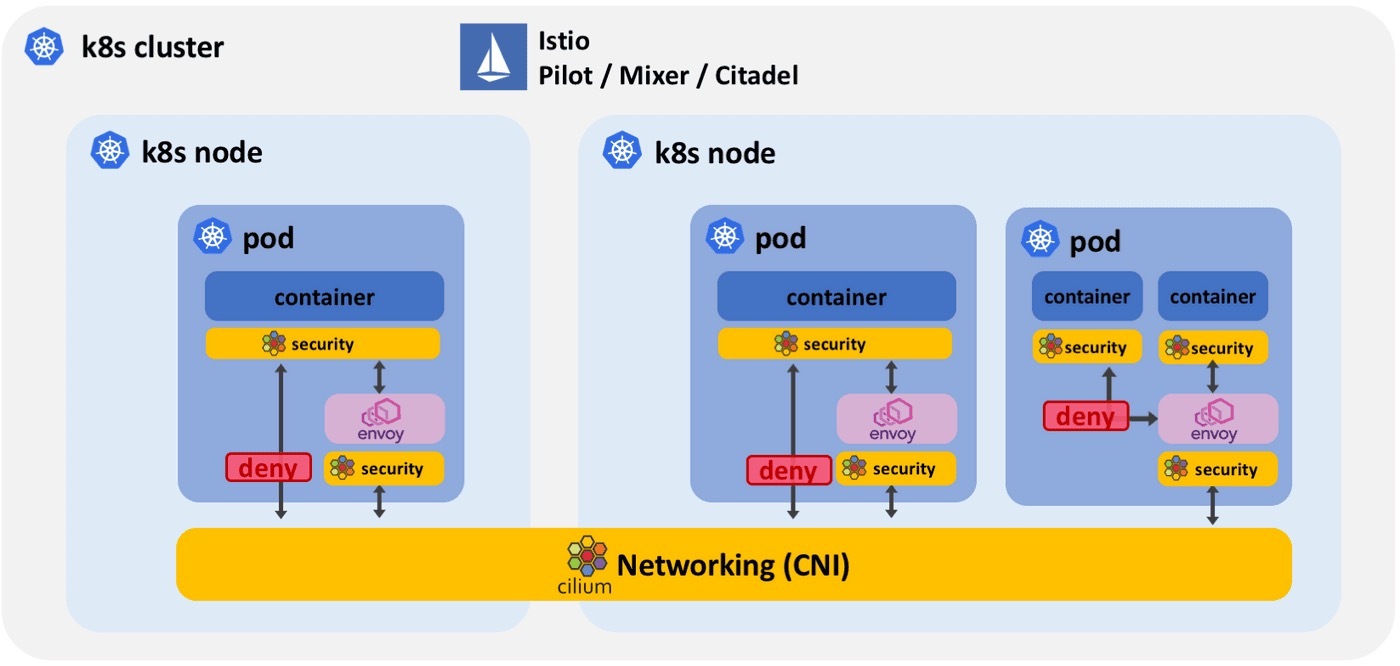 k8s cluster
Istio
Pilot / Mixer / Citadel
k8s node
pod
container
security
envoy
deny
security
k8s node
pod
container
security
envoy
deny
security
pod
container
container
security
security
deny
envoy
security
cilium
Networking (CNI)